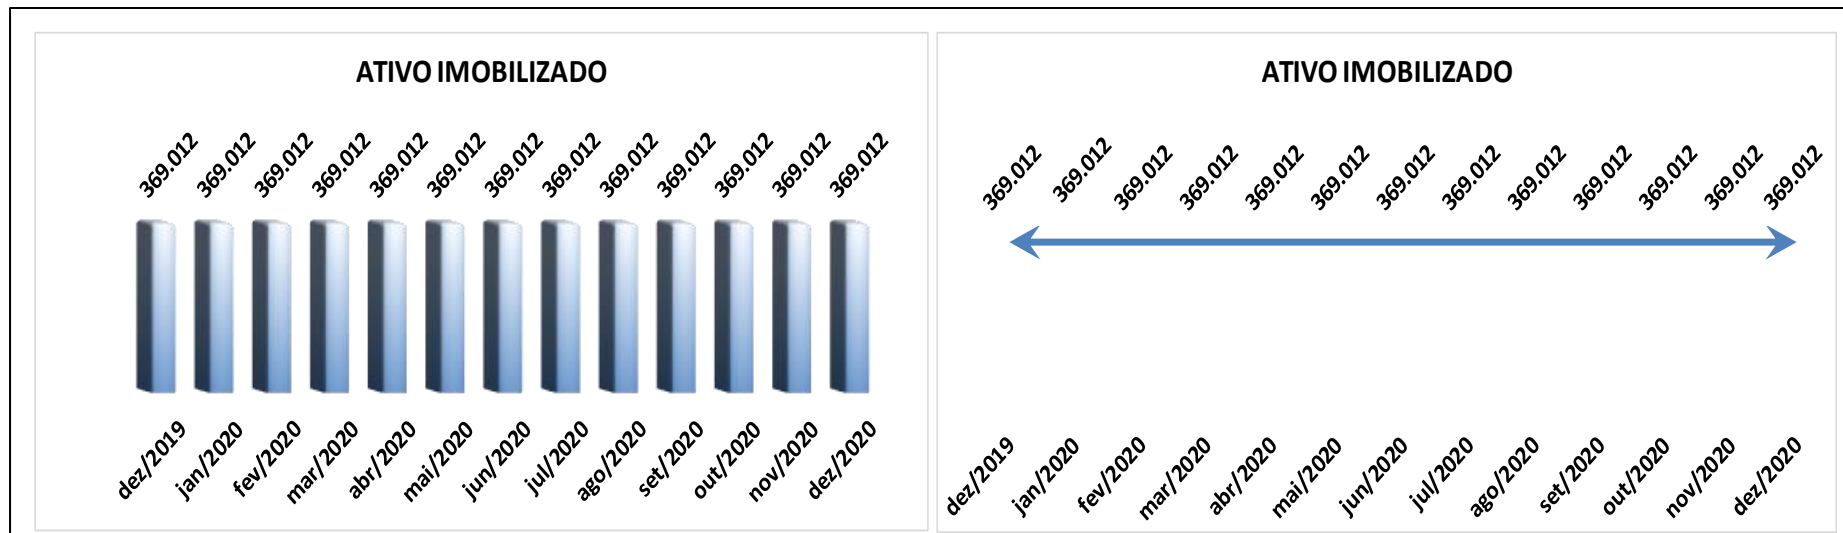 ATIVO IMOBILIZADO
369.012 369.012 369.012 369.012 369.012 369.012 369.012 369.012 369.012 369.012 369.012 369.012 369.012
dez/2019 jan/2020 fev/2020 mar/2020 abr/2020 mai/2020 jun/2020 jul/2020 ago/2020 set/2020 out/2020 nov/2020 dez/2020
ATIVO IMOBILIZADO
369.012 369.012 369.012 369.012 369.012 369.012 369.012 369.012 369.012 369.012 369.012 369.012 369.012
dez/2019 jan/2020 fev/2020 mar/2020 abr/2020 mai/2020 jun/2020 jul/2020 ago/2020 set/2020 out/2020 nov/2020 dez/2020